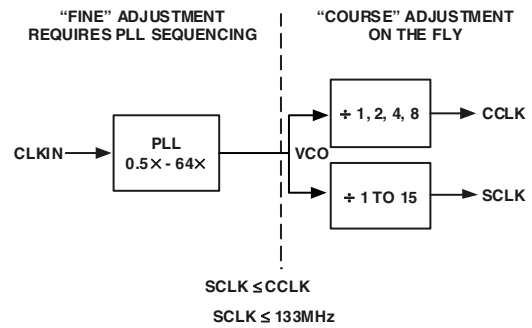 “FINE” ADJUSTMENT
REQUIRES PLL SEQUENCING
“COURSE” ADJUSTMENT
ON THE FLY
CLKIN
PLL
0.5× - 64×
VCO
÷ 1, 2, 4, 8
CCLK
÷ 1 TO 15
SCLK
SCLK ≤ CCLK
SCLK ≤ 133MHz